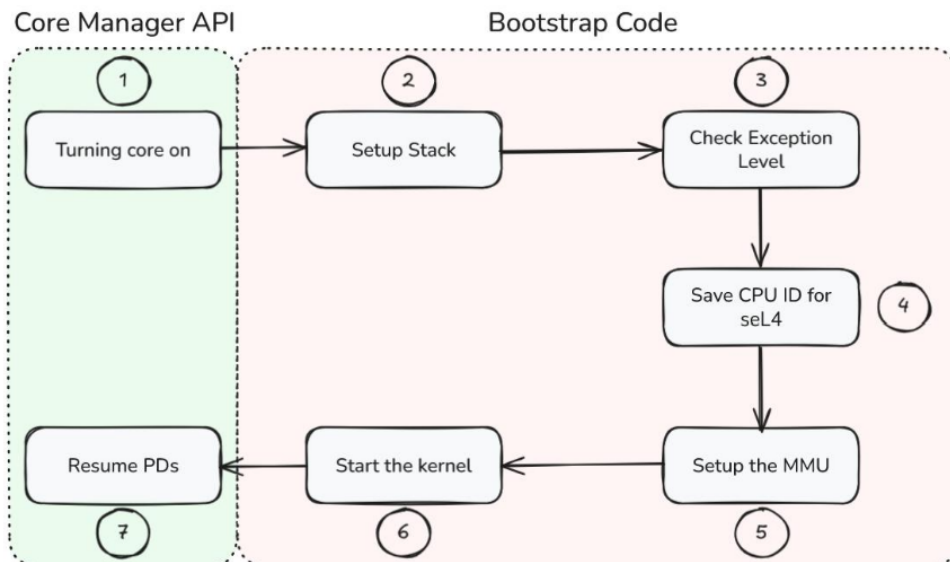 Core Manager API
Bootstrap Code
1
2
3
Turning core on
Setup Stack
Check Exception
Level
Save CPU ID for
seL4
4
Resume PDs
Start the kernel
Setup the MMU
7
6
5